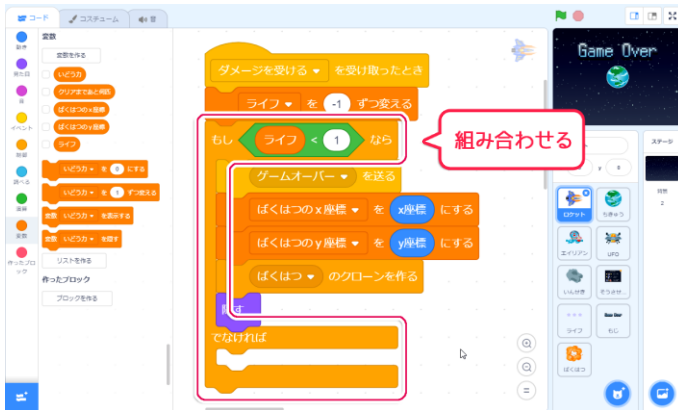 コード
コスチューム
音
動き
見た目
音
イベント
制御
調べる
演算
変数
作ったブロ
ック
変数
変数を作る
いどう力
クリアまであと何匹
ばくはつのx座標
ばくはつのy座標
ライフ
いどう力 を 0 にする
いどう力 を 1 ずつ変える
変数 いどう力 を表示する
変数 いどう力 を隠す
リストを作る
作ったブロック
ブロックを作る
ダメージを受ける を受け取ったとき
ライフ を -1 ずつ変える
もし ライフ < 1 なら
組み合わせる
ゲームオーバー を送る
ばくはつのx座標 を x座標 にする
ばくはつのy座標 を y座標 にする
ばくはつ のクローンを作る
隠す
でなければ
Game Over
ステージ
y
背景
2
ロケット
ちきゅう
エイリアン
UFO
いんせき
そうさせ...
ライフ
もじ
ばくはつ